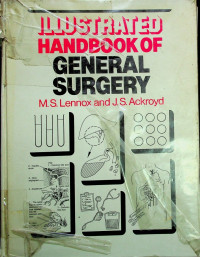 ILLUSTRATED
HANDBOOK OF
GENERAL
SURGERY
M.S. Lennox and J.S. Ackroyd